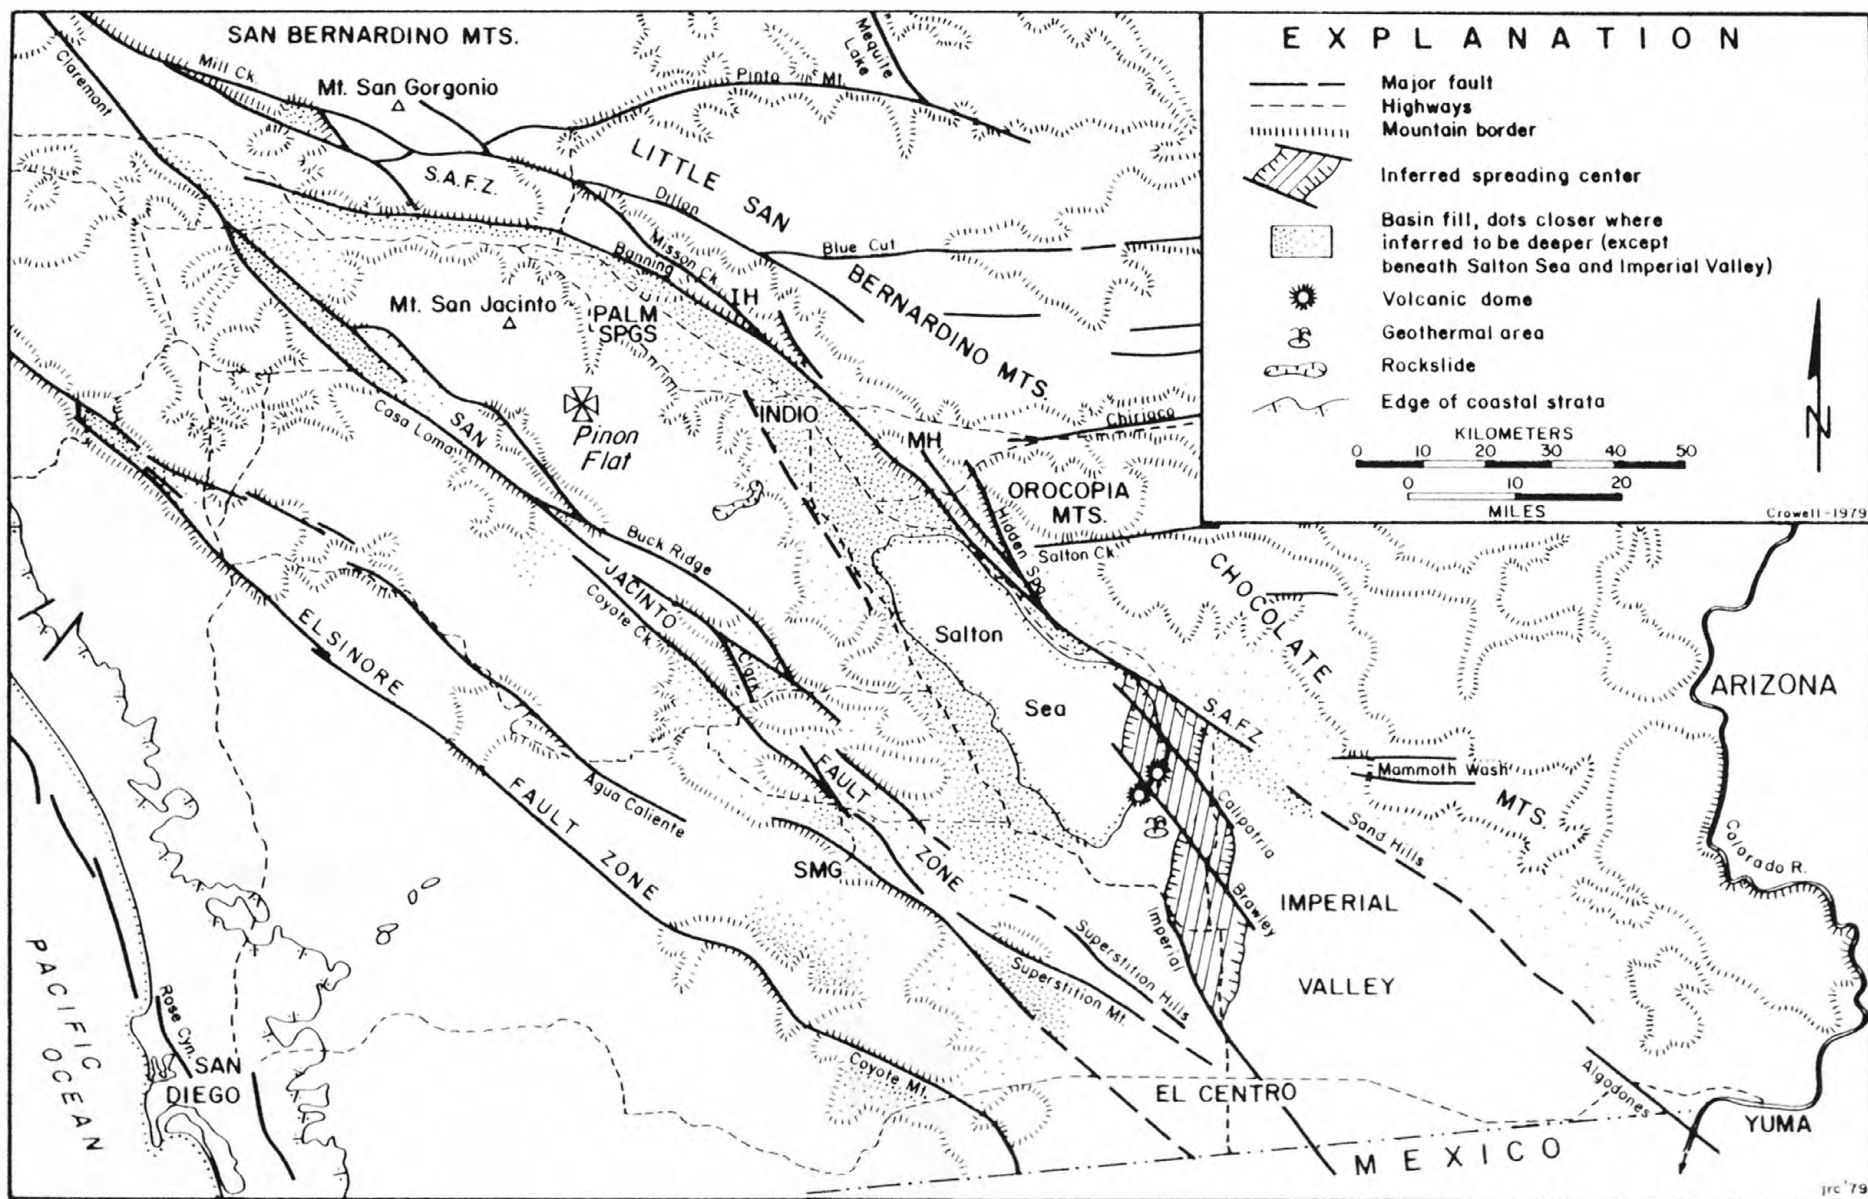 SAN BERNARDINO MTS.
Claremont
Mill Ck.
Mt. San Gorgonio
Pinto Mt.
Mequite
Lake
S.A.F.Z.
LITTLE SAN
BERNARDINO MTS.
Dillon
Blue Cut
Misson Ck.
Banning
IH
Mt. San Jacinto
PALM
SPGS
Pinon
Flat
INDIO
MH
Chiriaco
OROCOPIA
MTS.
Hidden Spg.
Salton Ck.
Casa Loma
SAN
JACINTO
FAULT
ZONE
Buck Ridge
Coyote Ck.
Clark
ELSINORE
FAULT
ZONE
Agua Caliente
Salton
Sea
CHOCOLATE
MTS.
S.A.F.Z.
Mammoth Wash
ARIZONA
Colorado R.
Sand Hills
Calipatria
Brawley
Imperial
IMPERIAL
VALLEY
SMG
Superstition Hills
Superstition Mt.
Coyote Mt.
PACIFIC
OCEAN
Rose Cyn.
SAN
DIEGO
EL CENTRO
Algodones
YUMA
MEXICO
jrc '79
EXPLANATION
Major fault
Highways
Mountain border
Inferred spreading center
Basin fill, dots closer where
inferred to be deeper (except
beneath Salton Sea and Imperial Valley)
Volcanic dome
Geothermal area
Rockslide
Edge of coastal strata
N
KILOMETERS
0 10 20 30 40 50
0 10 20
MILES
Crowell-1979